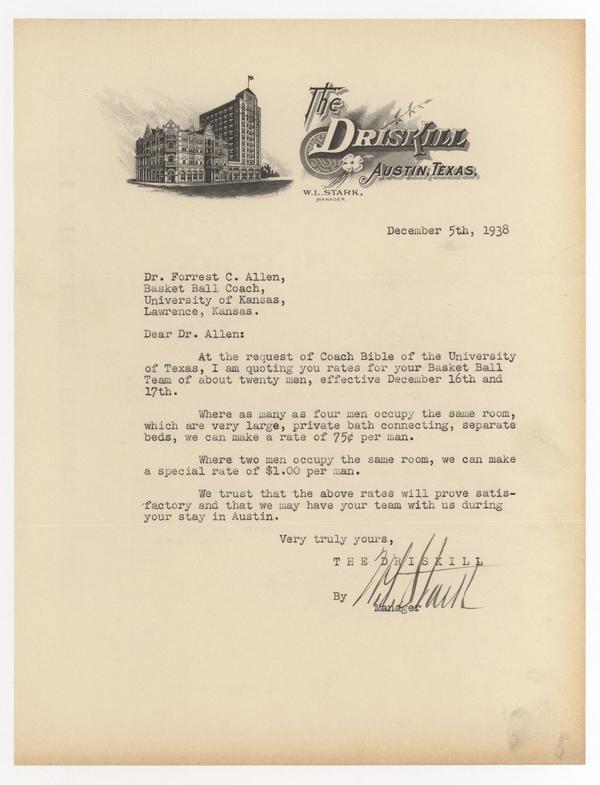 The
DRISKILL
AUSTIN, TEXAS.
W.L. STARK,
MANAGER.
December 5th, 1938
Dr. Forrest C. Allen,
Basket Ball Coach,
University of Kansas,
Lawrence, Kansas.
Dear Dr. Allen:
At the request of Coach Bible of the University
of Texas, I am quoting you rates for your Basket Ball
Team of about twenty men, effective December 16th and
17th.
Where as many as four men occupy the same room,
which are very large, private bath connecting, separate
beds, we can make a rate of 75¢ per man.
Where two men occupy the same room, we can make
a special rate of $1.00 per man.
We trust that the above rates will prove satis-
factory and that we may have your team with us during
your stay in Austin.
Very truly yours,
T H E D R I S K I L L
By W. L. Stark
Manager